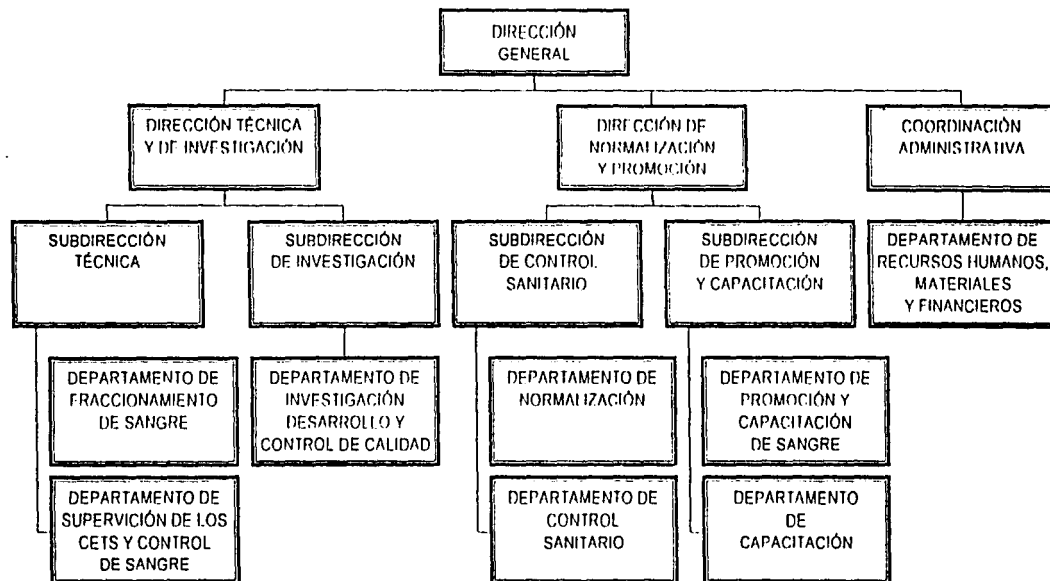 DIRECCIÓN
GENERAL
DIRECCIÓN TÉCNICA
Y DE INVESTIGACIÓN
DIRECCIÓN DE
NORMALIZACIÓN
Y PROMOCIÓN
COORDINACIÓN
ADMINISTRATIVA
SUBDIRECCIÓN
TÉCNICA
SUBDIRECCIÓN
DE INVESTIGACIÓN
SUBDIRECCIÓN
DE CONTROL
SANITARIO
SUBDIRECCIÓN
DE PROMOCIÓN
Y CAPACITACIÓN
DEPARTAMENTO DE
RECURSOS HUMANOS,
MATERIALES
Y FINANCIEROS
DEPARTAMENTO DE
FRACCIONAMIENTO
DE SANGRE
DEPARTAMENTO DE
INVESTIGACIÓN
DESARROLLO Y
CONTROL DE CALIDAD
DEPARTAMENTO DE
NORMALIZACIÓN
DEPARTAMENTO DE
PROMOCIÓN Y
CAPACITACIÓN
DE SANGRE
DEPARTAMENTO DE
SUPERVICIÓN DE LOS
CETS Y CONTROL
DE SANGRE
DEPARTAMENTO DE
CONTROL
SANITARIO
DEPARTAMENTO
DE
CAPACITACIÓN